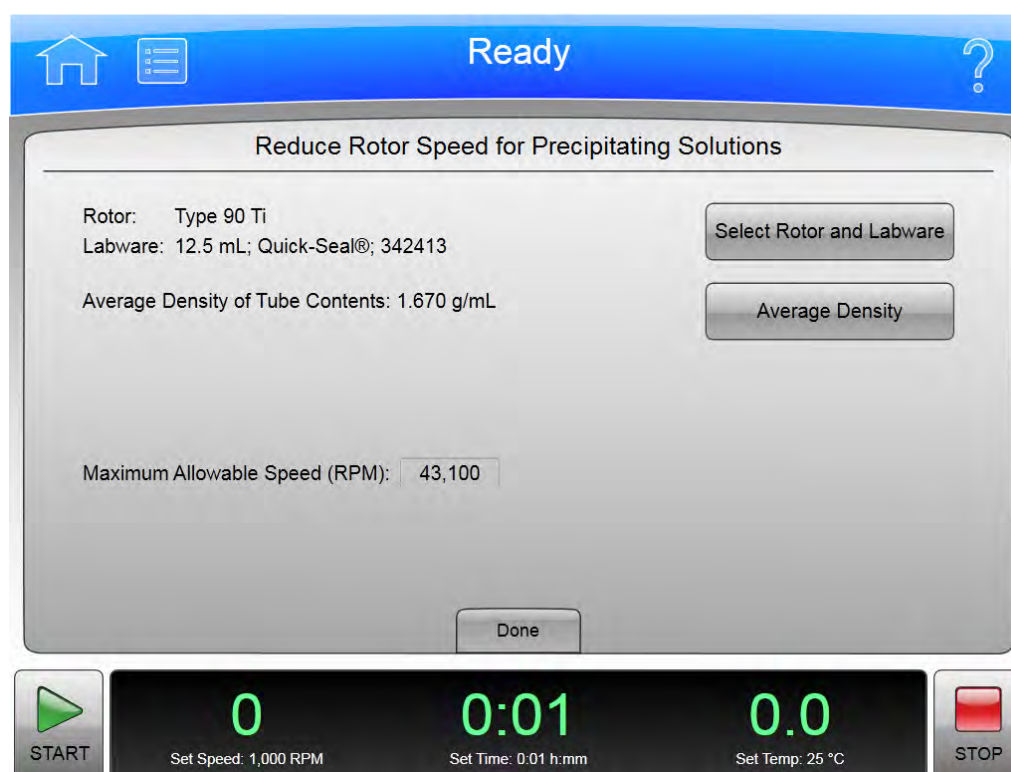 Ready
?
Reduce Rotor Speed for Precipitating Solutions
Rotor: Type 90 Ti
Select Rotor and Labware
Labware: 12.5 mL; Quick-Seal®; 342413
Average Density of Tube Contents: 1.670 g/mL
Average Density
Maximum Allowable Speed (RPM): 43,100
Done
START
0
0:01
0.0
Set Speed: 1,000 RPM
Set Time: 0:01 h:mm
Set Temp: 25 °C
STOP